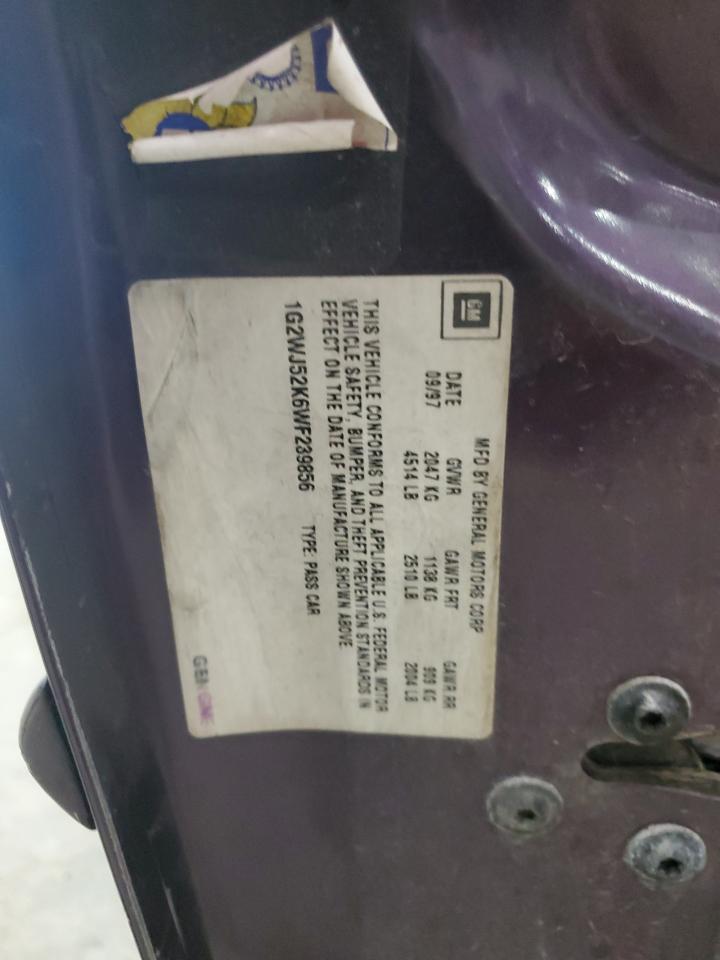 GM
MFD BY GENERAL MOTORS CORP
DATE GVWR GAWR FRT GAWR RR
09/97 2047 KG 1138 KG 909 KG
4514 LB 2510 LB 2004 LB
THIS VEHICLE CONFORMS TO ALL APPLICABLE U.S. FEDERAL MOTOR
VEHICLE SAFETY, BUMPER, AND THEFT PREVENTION STANDARDS IN
EFFECT ON THE DATE OF MANUFACTURE SHOWN ABOVE.
1G2WJ52K6WF239856 TYPE: PASS CAR